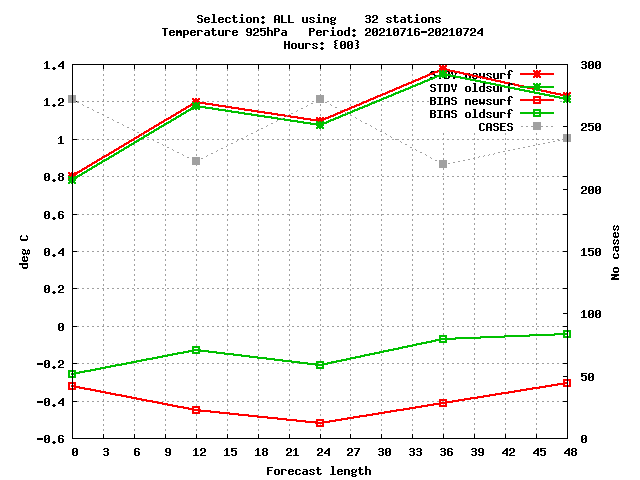 Selection: ALL using 32 stations
Temperature 925hPa Period: 20210716-20210724
Hours: {00}
1.4
1.2
1
0.8
0.6
0.4
0.2
0
-0.2
-0.4
-0.6
deg C
STDV newsurf
STDV oldsurf
BIAS newsurf
BIAS oldsurf
CASES
300
250
200
150
100
50
0
No cases
0 3 6 9 12 15 18 21 24 27 30 33 36 39 42 45 48
Forecast length